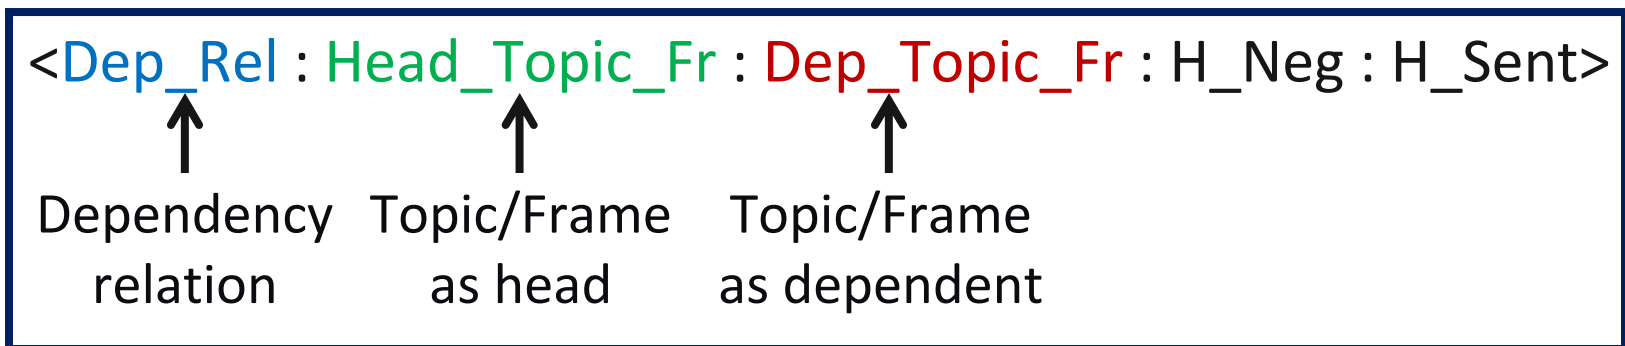 <Dep_Rel : Head_Topic_Fr : Dep_Topic_Fr : H_Neg : H_Sent>
Dependency relation
Topic/Frame as head
Topic/Frame as dependent